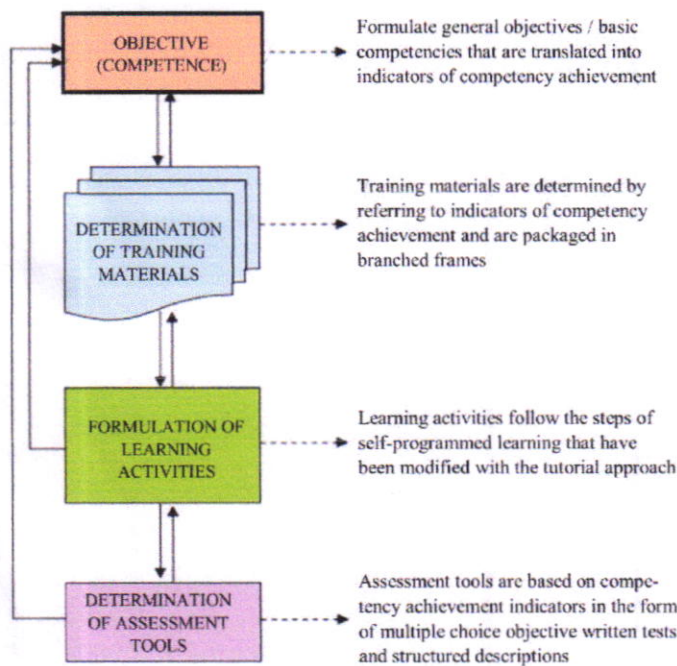 OBJECTIVE
(COMPETENCE)
Formulate general objectives / basic
competencies that are translated into
indicators of competency achievement
DETERMINATION
OF TRAINING
MATERIALS
Training materials are determined by
referring to indicators of competency
achievement and are packaged in
branched frames
FORMULATION OF
LEARNING
ACTIVITIES
Learning activities follow the steps of
self-programmed learning that have
been modified with the tutorial approach
DETERMINATION
OF ASSESSMENT
TOOLS
Assessment tools are based on compe-
tency achievement indicators in the form
of multiple choice objective written tests
and structured descriptions